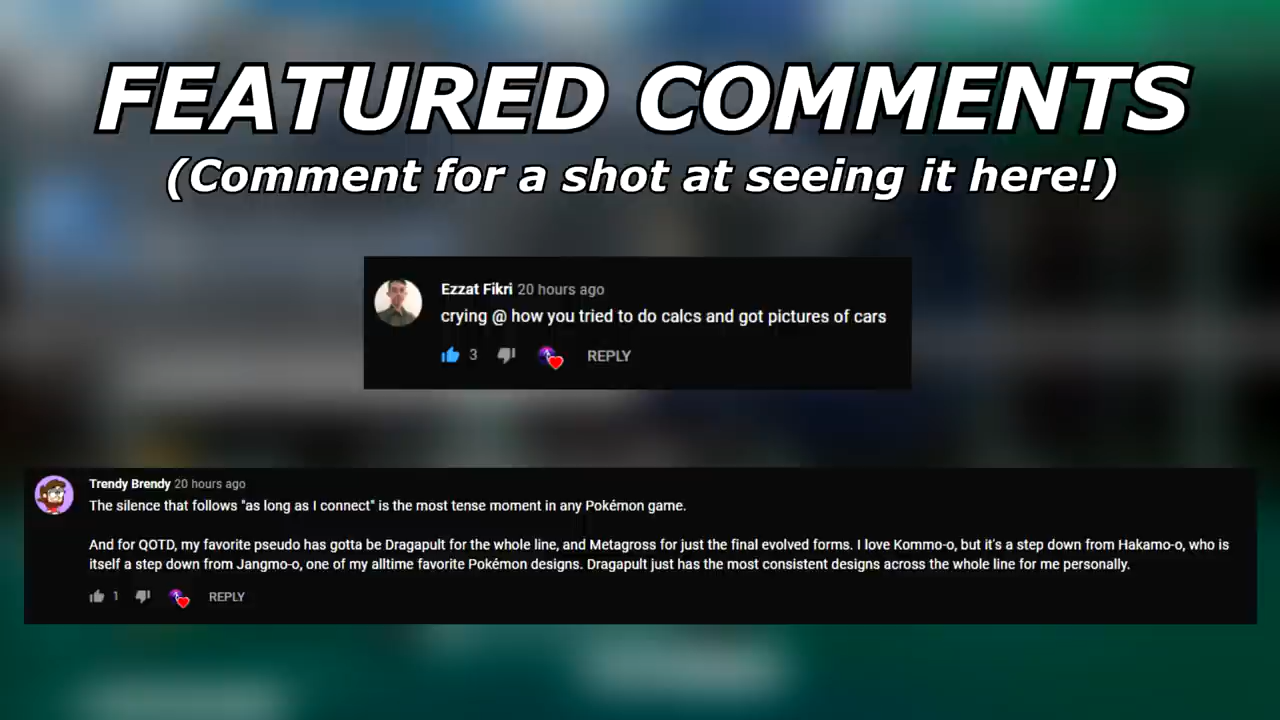 FEATURED COMMENTS
(Comment for a shot at seeing it here!)
Ezzat Fikri 20 hours ago
crying @ how you tried to do calcs and got pictures of cars
3 REPLY
Trendy Brendy 20 hours ago
The silence that follows "as long as I connect" is the most tense moment in any Pokémon game.
And for QOTD, my favorite pseudo has gotta be Dragapult for the whole line, and Metagross for just the final evolved forms. I love Kommo-o, but it's a step down from Hakamo-o, who is
itself a step down from Jangmo-o, one of my alltime favorite Pokémon designs. Dragapult just has the most consistent designs across the whole line for me personally.
1 REPLY